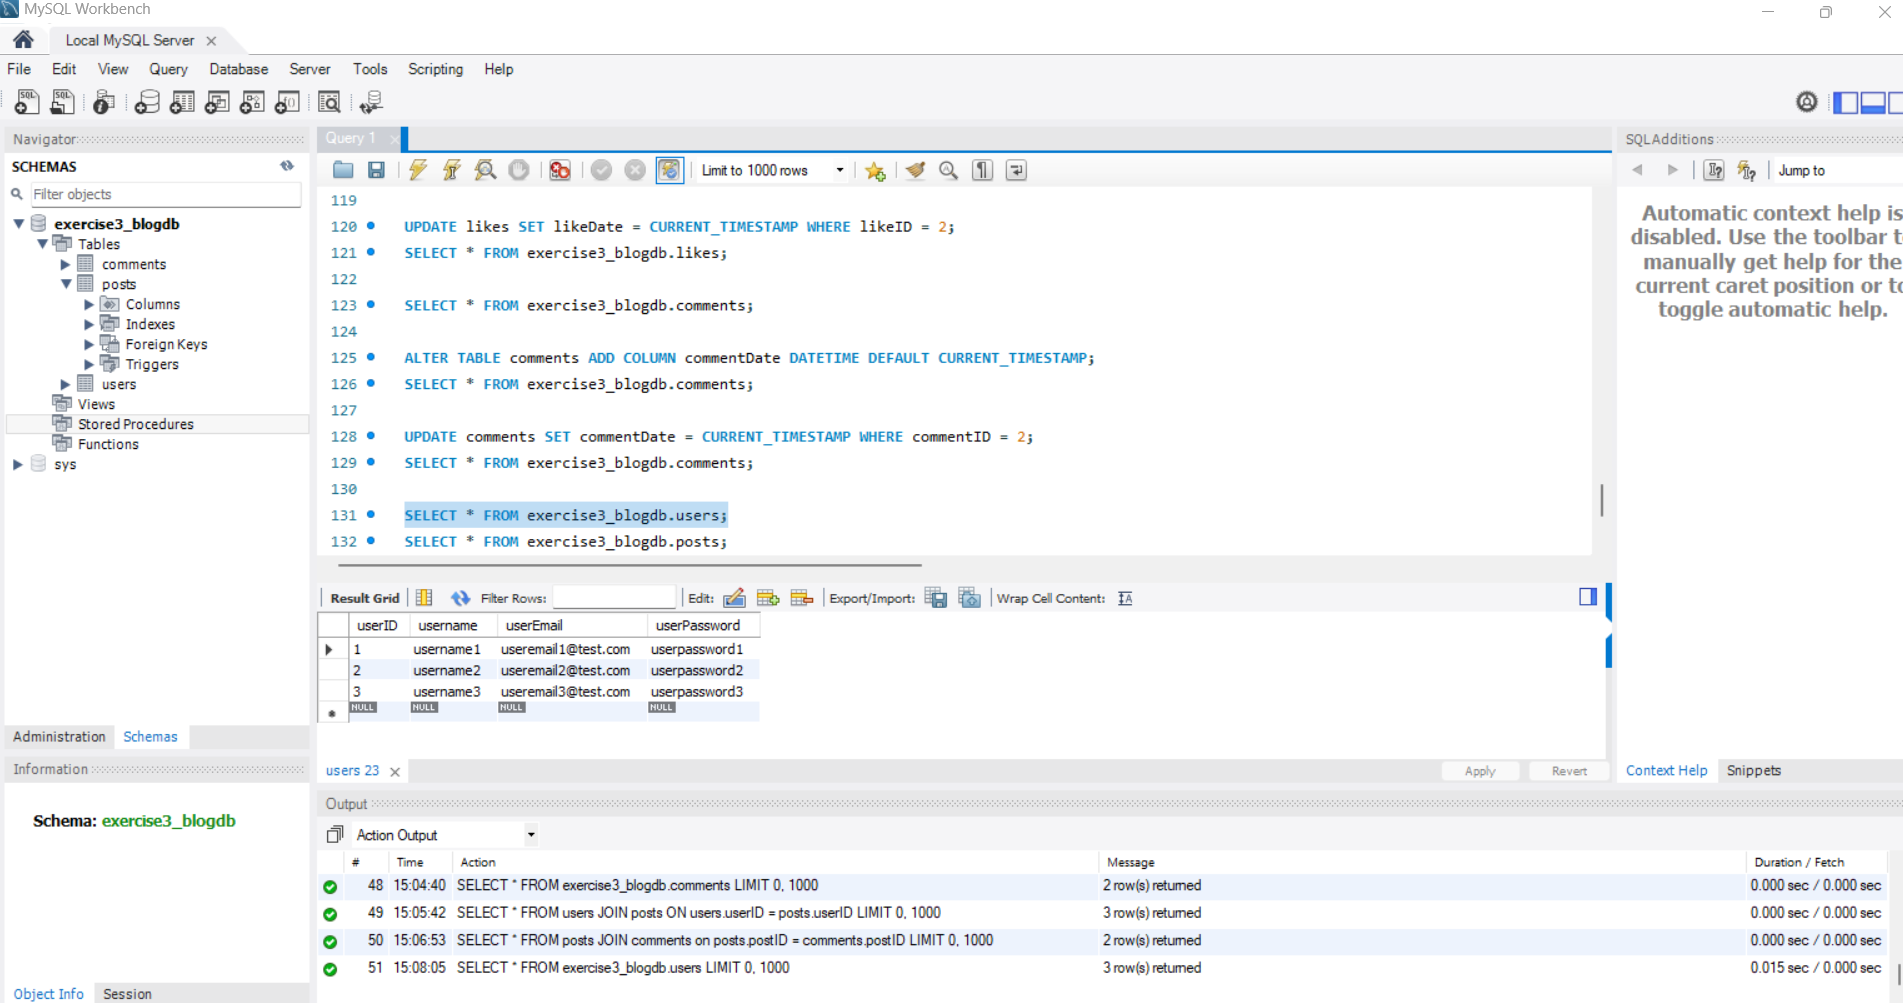 MySQL Workbench
Local MySQL Server
File Edit View Query Database Server Tools Scripting Help
Navigator
SCHEMAS
Filter objects
exercise3_blogdb
Tables
comments
posts
Columns
Indexes
Foreign Keys
Triggers
users
Views
Stored Procedures
Functions
sys
Administration Schemas
Information
Schema: exercise3_blogdb
Object Info Session
Query 1
Limit to 1000 rows
119
120 UPDATE likes SET likeDate = CURRENT_TIMESTAMP WHERE likeID = 2;
121 SELECT * FROM exercise3_blogdb.likes;
122
123 SELECT * FROM exercise3_blogdb.comments;
124
125 ALTER TABLE comments ADD COLUMN commentDate DATETIME DEFAULT CURRENT_TIMESTAMP;
126 SELECT * FROM exercise3_blogdb.comments;
127
128 UPDATE comments SET commentDate = CURRENT_TIMESTAMP WHERE commentID = 2;
129 SELECT * FROM exercise3_blogdb.comments;
130
131 SELECT * FROM exercise3_blogdb.users;
132 SELECT * FROM exercise3_blogdb.posts;
Result Grid Filter Rows: Edit: Export/Import: Wrap Cell Content:
userID username userEmail userPassword
1 username1 useremail1@test.com userpassword1
2 username2 useremail2@test.com userpassword2
3 username3 useremail3@test.com userpassword3
NULL NULL NULL NULL
users 23 Apply Revert
SQLAdditions
Jump to
Automatic context help is
disabled. Use the toolbar t
manually get help for the
current caret position or to
toggle automatic help.
Context Help Snippets
Output
Action Output
# Time Action Message Duration / Fetch
48 15:04:40 SELECT * FROM exercise3_blogdb.comments LIMIT 0, 1000 2 row(s) returned 0.000 sec / 0.000 sec
49 15:05:42 SELECT * FROM users JOIN posts ON users.userID = posts.userID LIMIT 0, 1000 3 row(s) returned 0.000 sec / 0.000 sec
50 15:06:53 SELECT * FROM posts JOIN comments on posts.postID = comments.postID LIMIT 0, 1000 2 row(s) returned 0.000 sec / 0.000 sec
51 15:08:05 SELECT * FROM exercise3_blogdb.users LIMIT 0, 1000 3 row(s) returned 0.015 sec / 0.000 sec